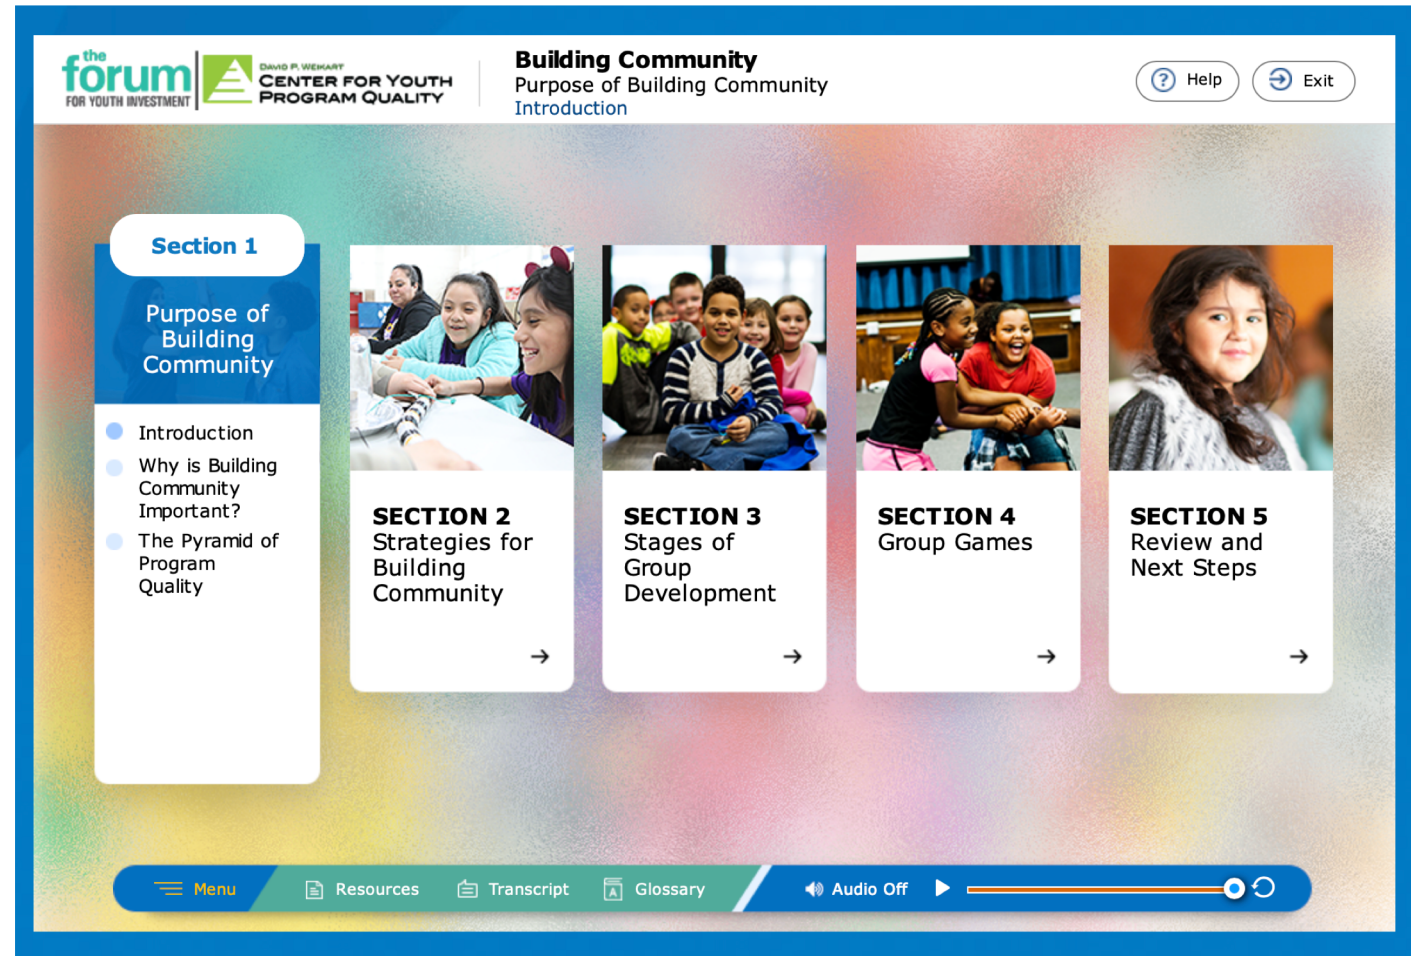 the
forum
FOR YOUTH INVESTMENT
DAVID P. WEIKART
CENTER FOR YOUTH
PROGRAM QUALITY
Building Community
Purpose of Building Community
Introduction
Help
Exit
Section 1
Purpose of
Building
Community
Introduction
Why is Building
Community
Important?
The Pyramid of
Program
Quality
SECTION 2
Strategies for
Building
Community
SECTION 3
Stages of
Group
Development
SECTION 4
Group Games
SECTION 5
Review and
Next Steps
Menu
Resources
Transcript
Glossary
Audio Off